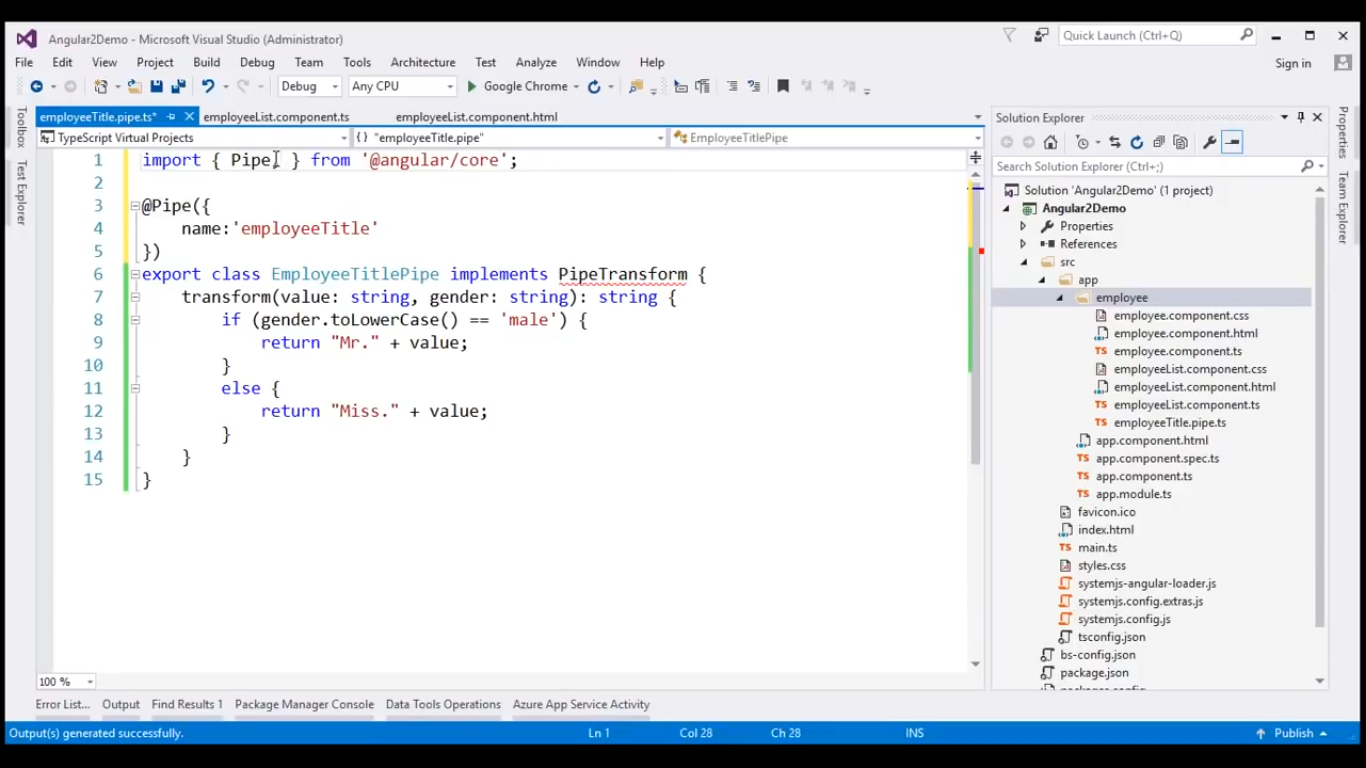 Angular2Demo - Microsoft Visual Studio (Administrator)
Quick Launch (Ctrl+Q)
File Edit View Project Build Debug Team Tools Architecture Test Analyze Window Help
Sign in
Debug Any CPU Google Chrome
Toolbox
Test Explorer
employeeTitle.pipe.ts* employeeList.component.ts employeeList.component.html
TypeScript Virtual Projects {} "employeeTitle.pipe" EmployeeTitlePipe
1 import { Pipe } from '@angular/core';
2
3 @Pipe({
4 name:'employeeTitle'
5 })
6 export class EmployeeTitlePipe implements PipeTransform {
7 transform(value: string, gender: string): string {
8 if (gender.toLowerCase() == 'male') {
9 return "Mr." + value;
10 }
11 else {
12 return "Miss." + value;
13 }
14 }
15 }
100 %
Solution Explorer
Search Solution Explorer (Ctrl+;)
Solution 'Angular2Demo' (1 project)
Angular2Demo
Properties
References
src
app
employee
employee.component.css
employee.component.html
TS employee.component.ts
employeeList.component.css
employeeList.component.html
TS employeeList.component.ts
TS employeeTitle.pipe.ts
app.component.html
TS app.component.spec.ts
TS app.component.ts
TS app.module.ts
favicon.ico
index.html
TS main.ts
styles.css
systemjs-angular-loader.js
systemjs.config.extras.js
systemjs.config.js
tsconfig.json
bs-config.json
package.json
Properties
Team Explorer
Error List... Output Find Results 1 Package Manager Console Data Tools Operations Azure App Service Activity
Output(s) generated successfully. Ln 1 Col 28 Ch 28 INS Publish